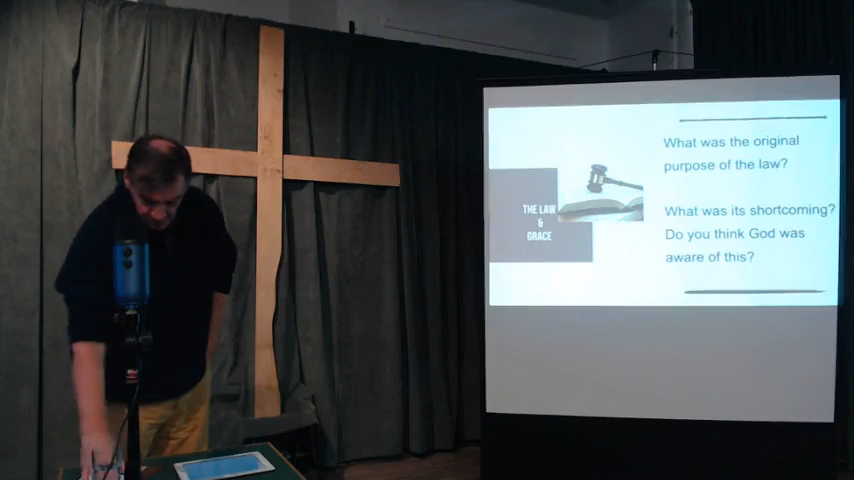 THE LAW
&
GRACE
What was the original
purpose of the law?
What was its shortcoming?
Do you think God was
aware of this?